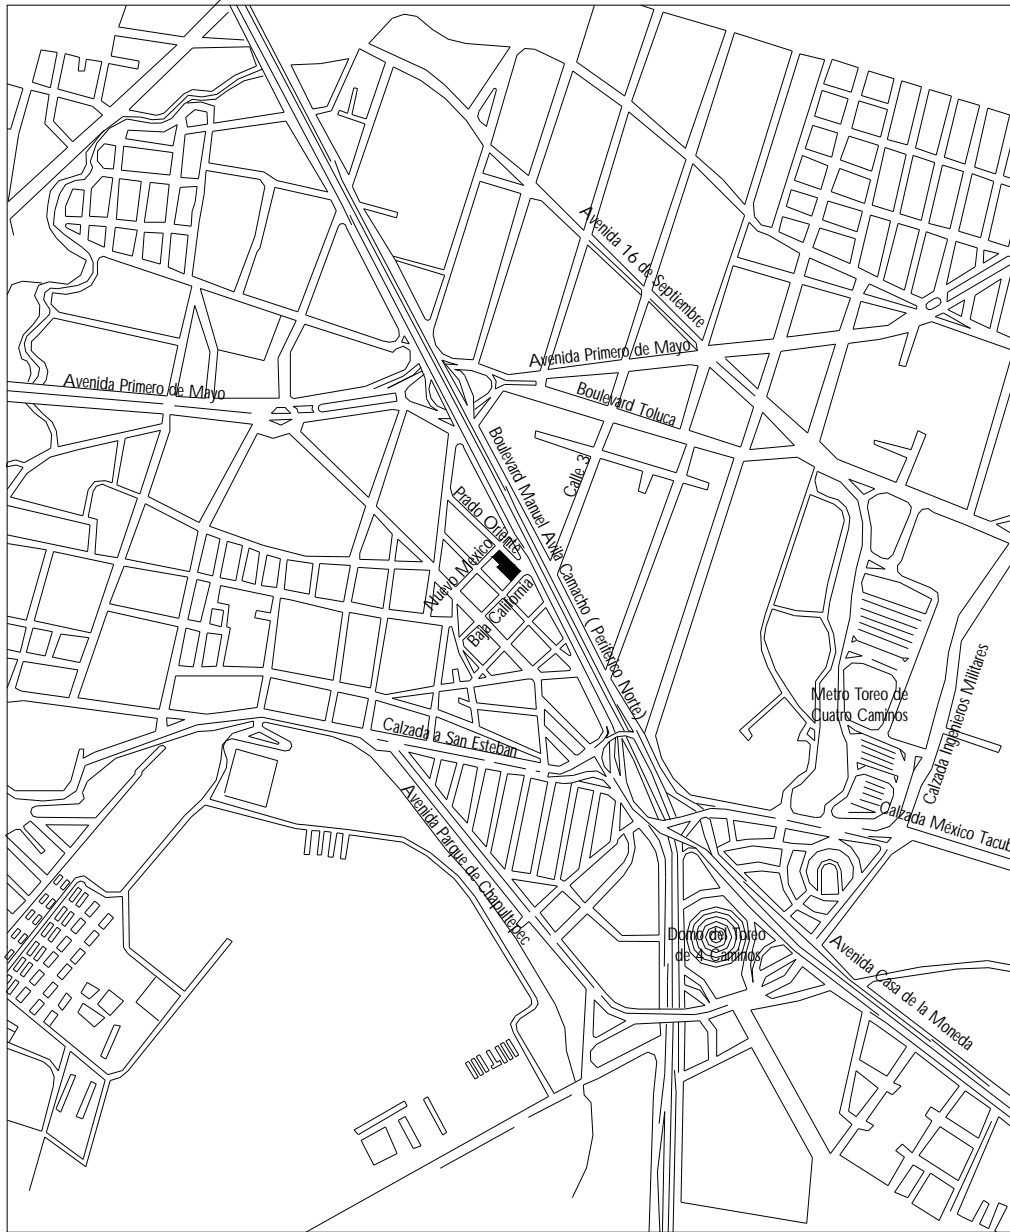 Avenida 16 de Septiembre
Avenida Primero de Mayo
Avenida Primero de Mayo
Boulevard Toluca
Boulevard Manuel Avila Camacho ( Periferico Norte)
Calle 3
Prado Oriente
Nuevo Mexico
Baja California
Metro Toreo de
Cuatro Caminos
Calzada Ingenieros Militares
Calzada a San Esteban
Avenida Parque de Chapultepec
Calzada México Tacub
Domo del Toreo
de 4 Caminos
Avenida Casa de la Moneda